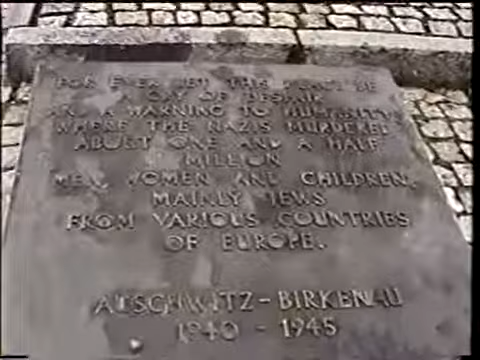 FOR EVER LET THIS PLACE BE
A CRY OF DESPAIR
AND A WARNING TO HUMANITY,
WHERE THE NAZIS MURDERED
ABOUT ONE AND A HALF
MILLION
MEN, WOMEN, AND CHILDREN,
MAINLY JEWS
FROM VARIOUS COUNTRIES
OF EUROPE.
AUSCHWITZ - BIRKENAU
1940 - 1945